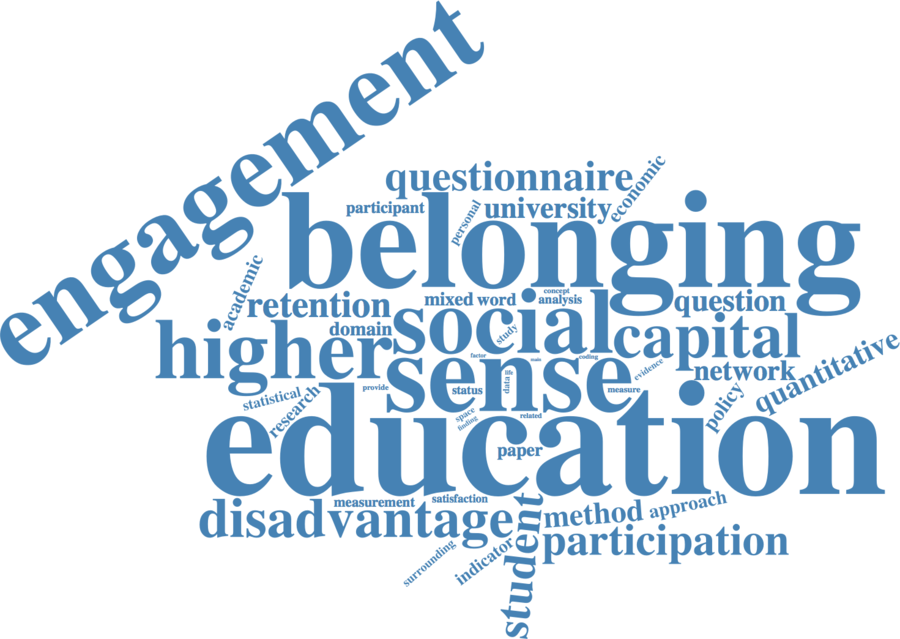 engagement
questionnaire
economic
participant
personal
university
belonging
academic
retention
mixed word
concept
analysis
question
domain
social
study
capital
higher
factor
main
coding
evidence
network
quantitative
sense
provide
status
data
life
measure
statistical
research
space
finding
related
policy
education
paper
measurement
satisfaction
disadvantage
student
method
approach
participation
surrounding
indicator